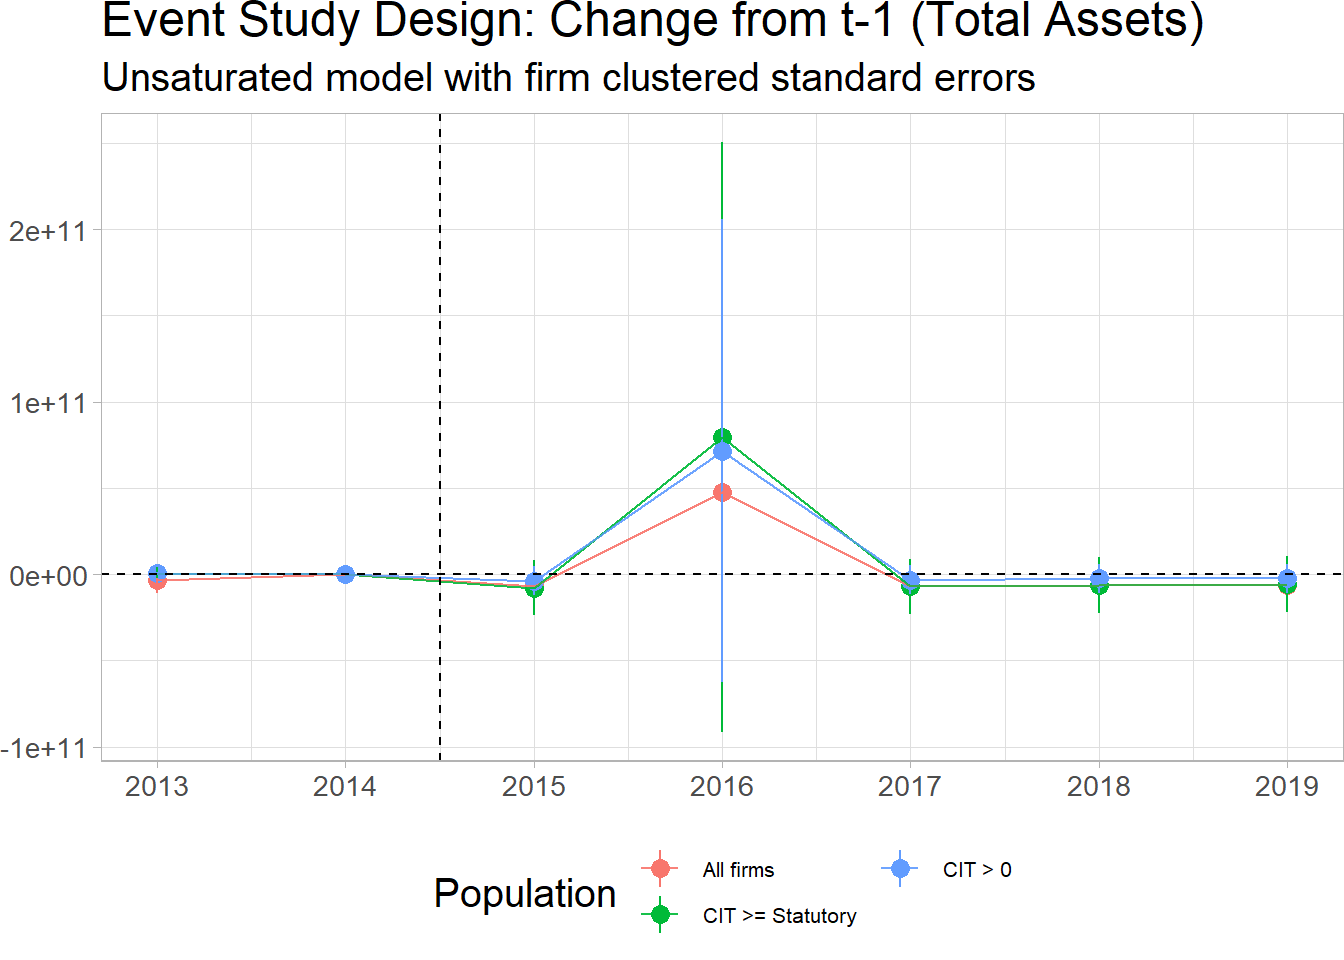 Event Study Design: Change from t-1 (Total Assets)
Unsaturated model with firm clustered standard errors
2e+11
1e+11
0e+00
-1e+11
2013 2014 2015 2016 2017 2018 2019
Population
All firms
CIT > 0
CIT >= Statutory